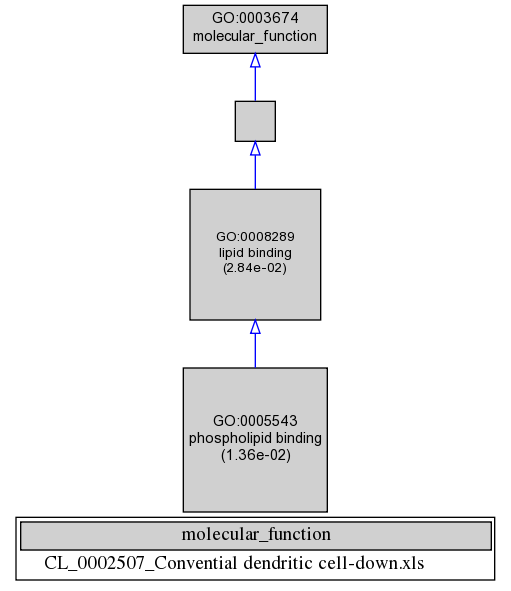 GO:0003674
molecular_function
GO:0008289
lipid binding
(2.84e-02)
GO:0005543
phospholipid binding
(1.36e-02)
molecular_function
CL_0002507_Convential dendritic cell-down.xls